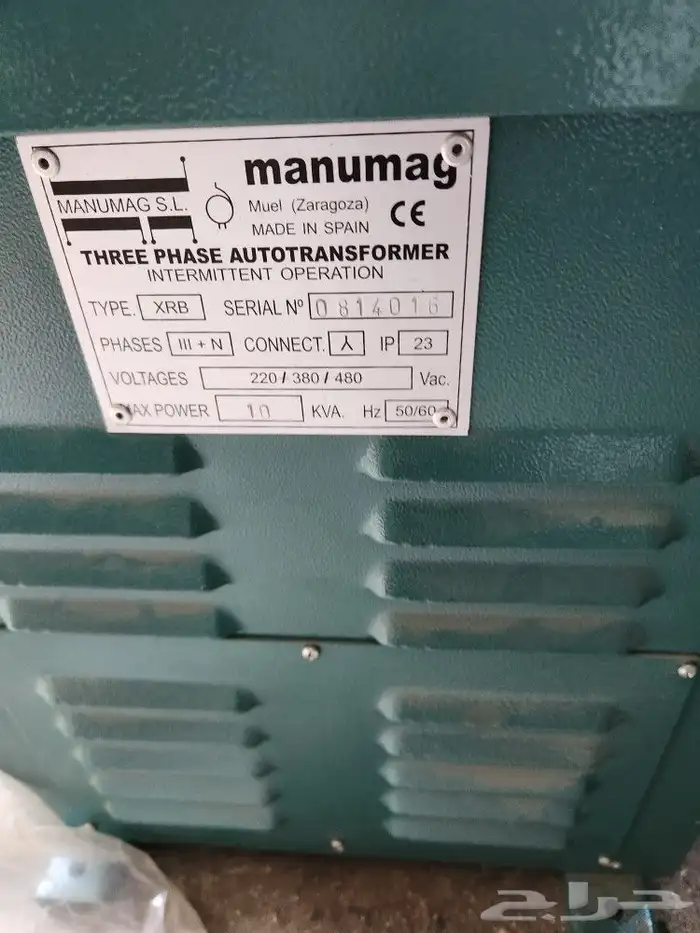 manumag
MANUMAG S.L.
Muel (Zaragoza)
MADE IN SPAIN CE
THREE PHASE AUTOTRANSFORMER
INTERMITTENT OPERATION
TYPE. XRB SERIAL Nº 0814016
PHASES III + N CONNECT. IP 23
VOLTAGES 220 / 380 / 480 Vac.
MAX POWER 10 KVA. Hz 50/60
حراج